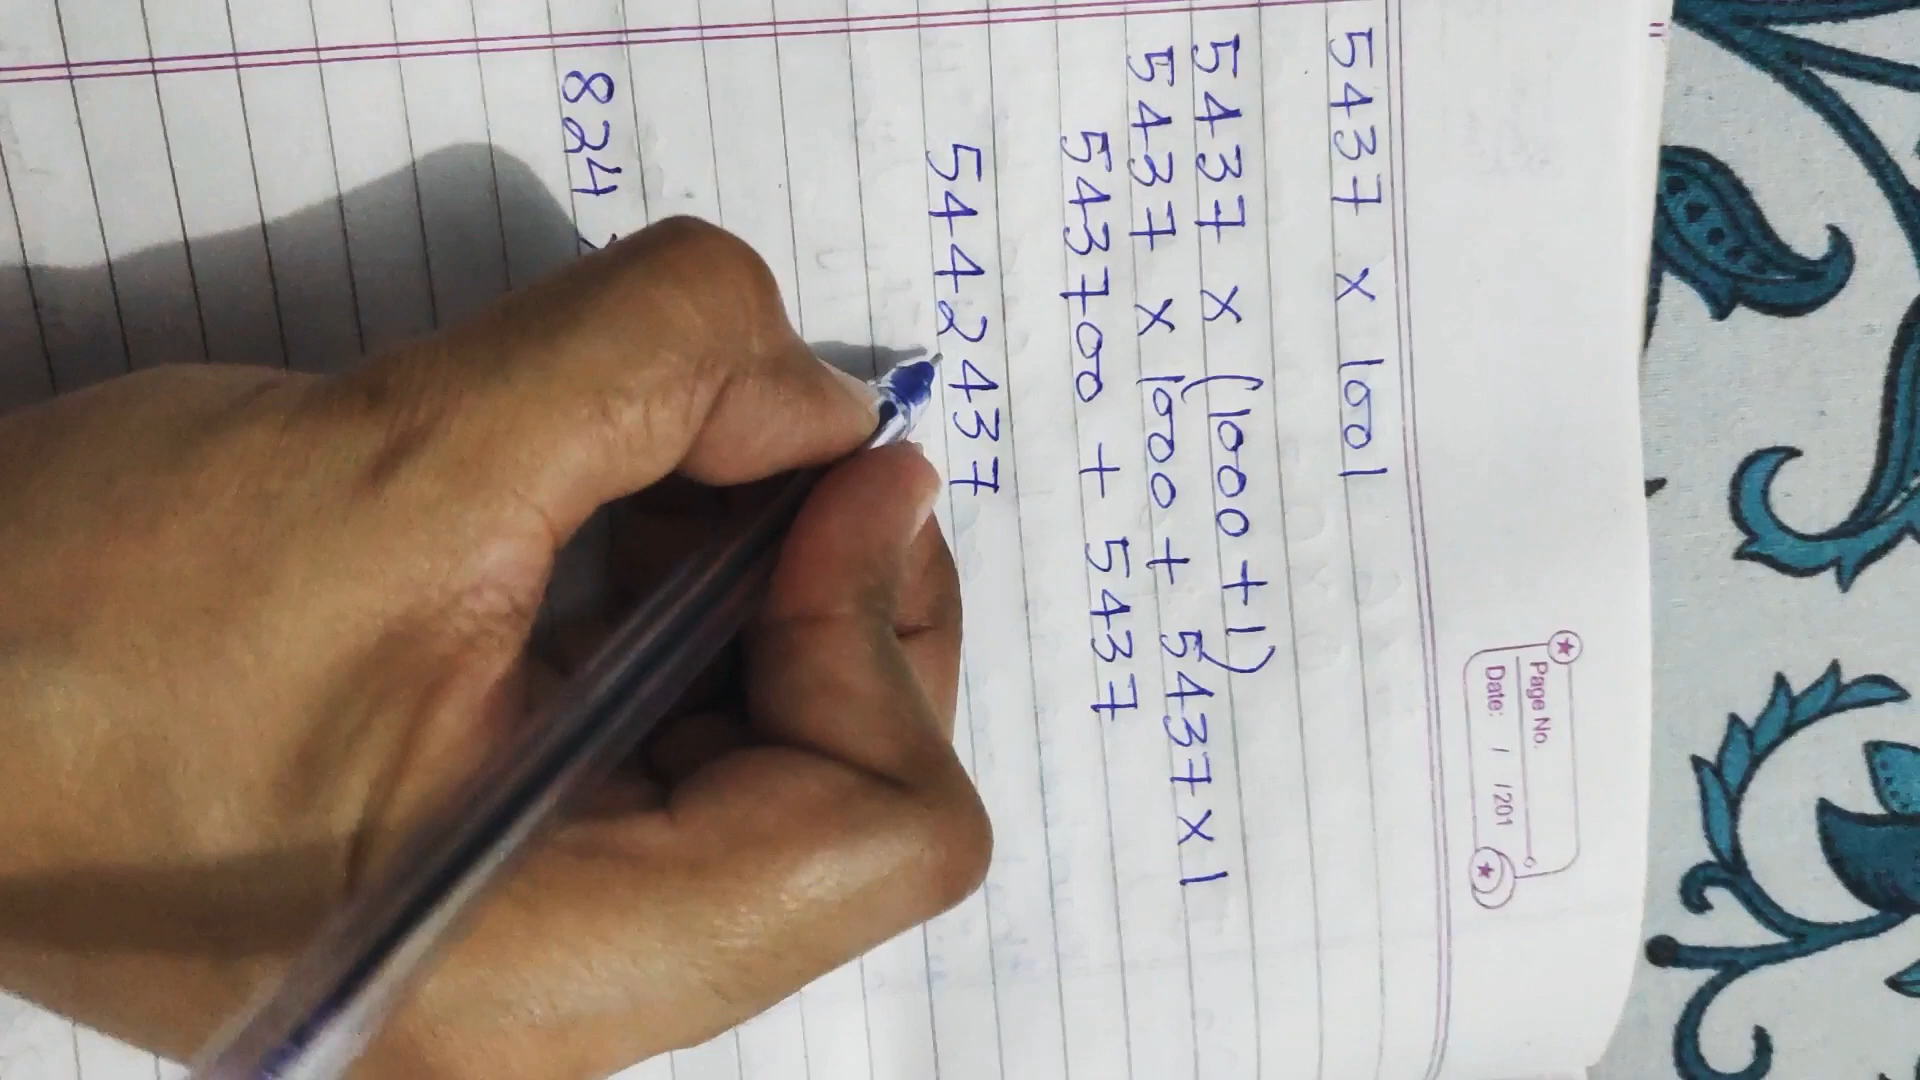 Page No.
Date: / /201
5437 × 1001
5437 × (1000+1)
5437 × 1000 + 5437×1
543700 + 5437
5442437
824